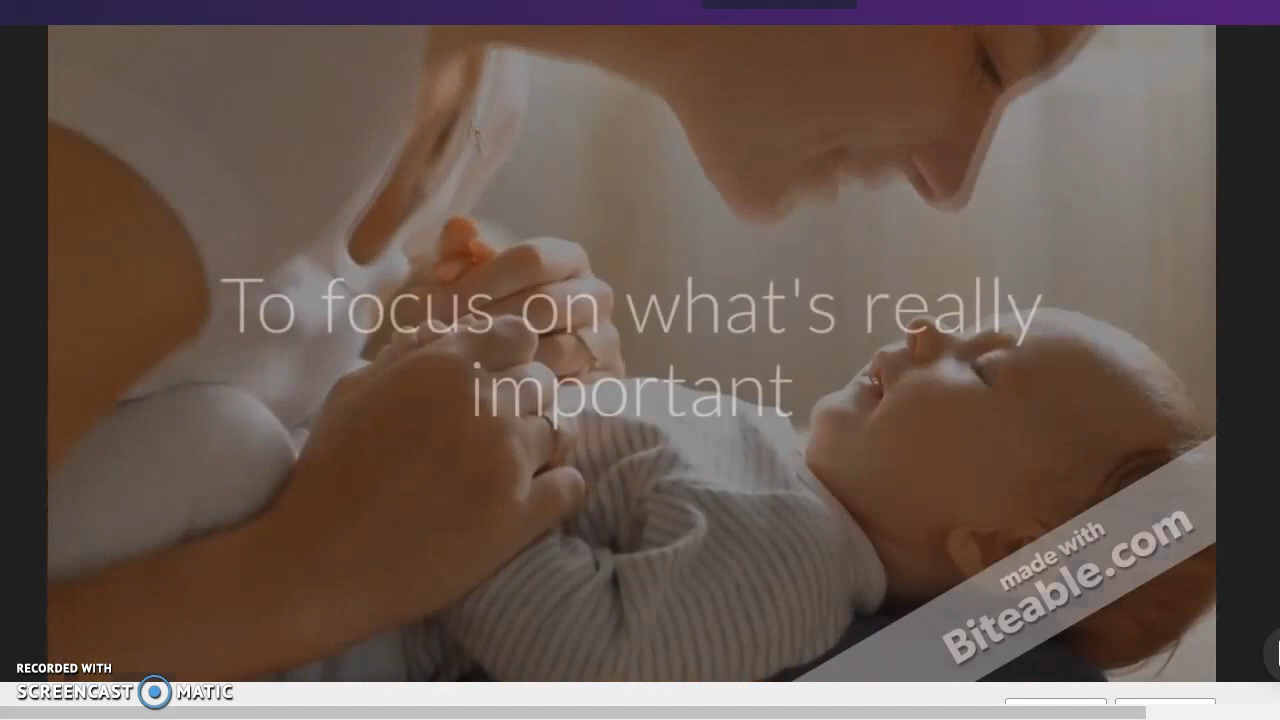 To focus on what's really
important
made with
Biteable.com
RECORDED WITH
SCREENCAST MATIC